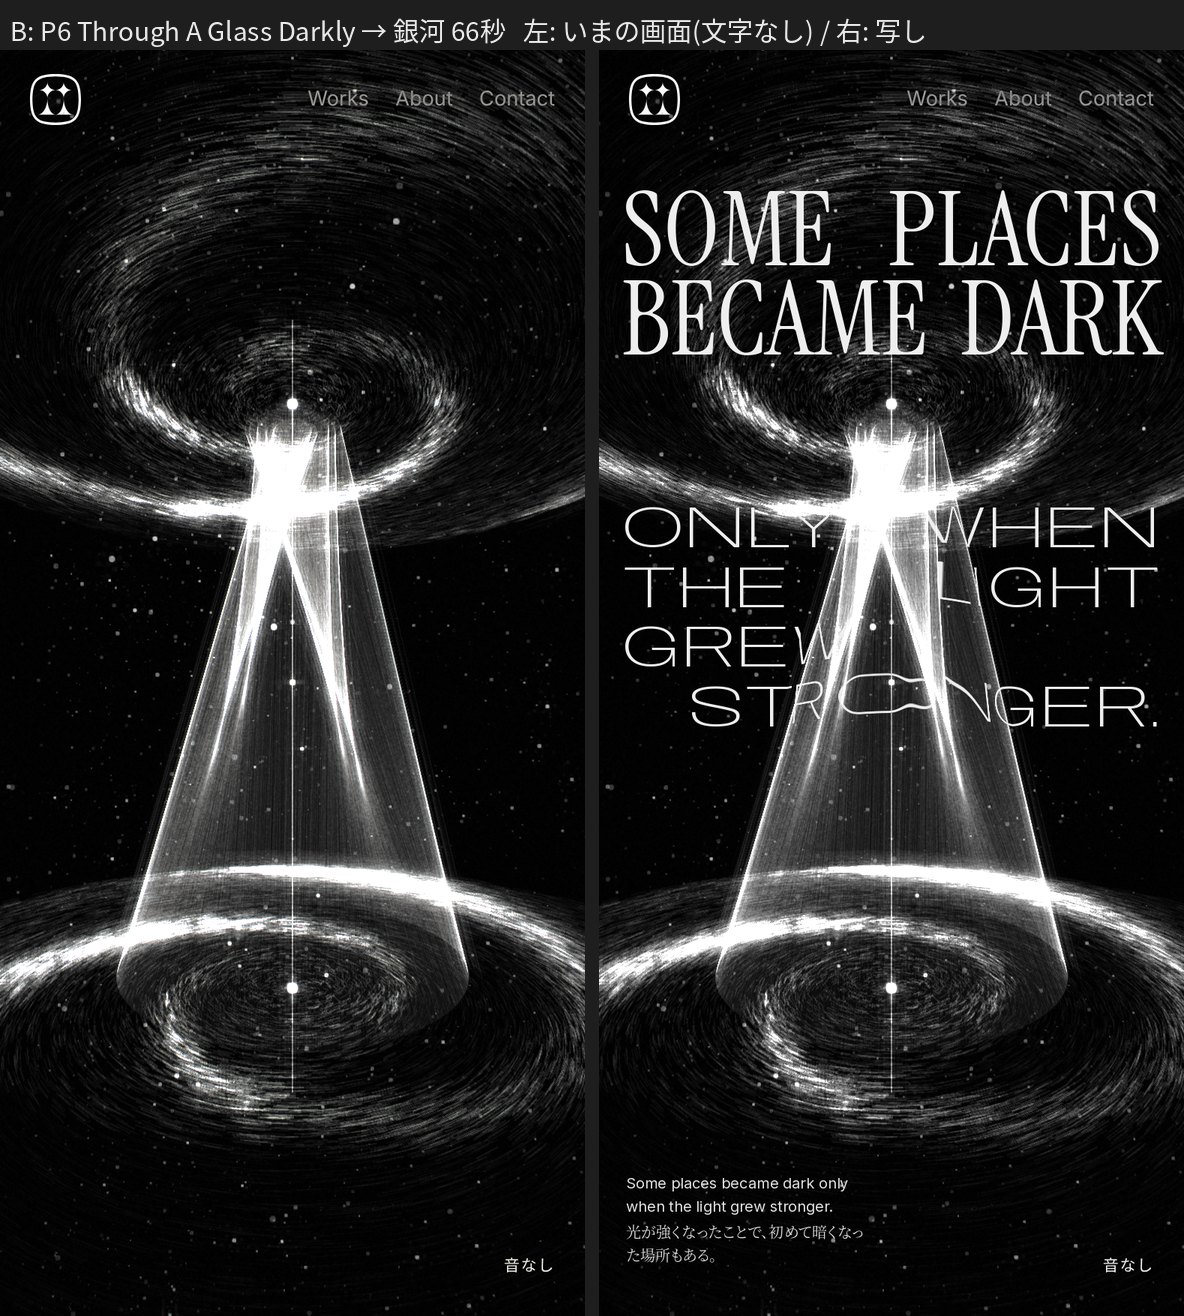 B: P6 Through A Glass Darkly → 銀河 66秒 左: いまの画面(文字なし) / 右: 写し
Works About Contact
音なし
Works About Contact
SOME PLACES
BECAME DARK
ONLY WHEN
THE LIGHT
GREW
STRONGER.
Some places became dark only
when the light grew stronger.
光が強くなったことで、初めて暗くなっ
た場所もある。
音なし